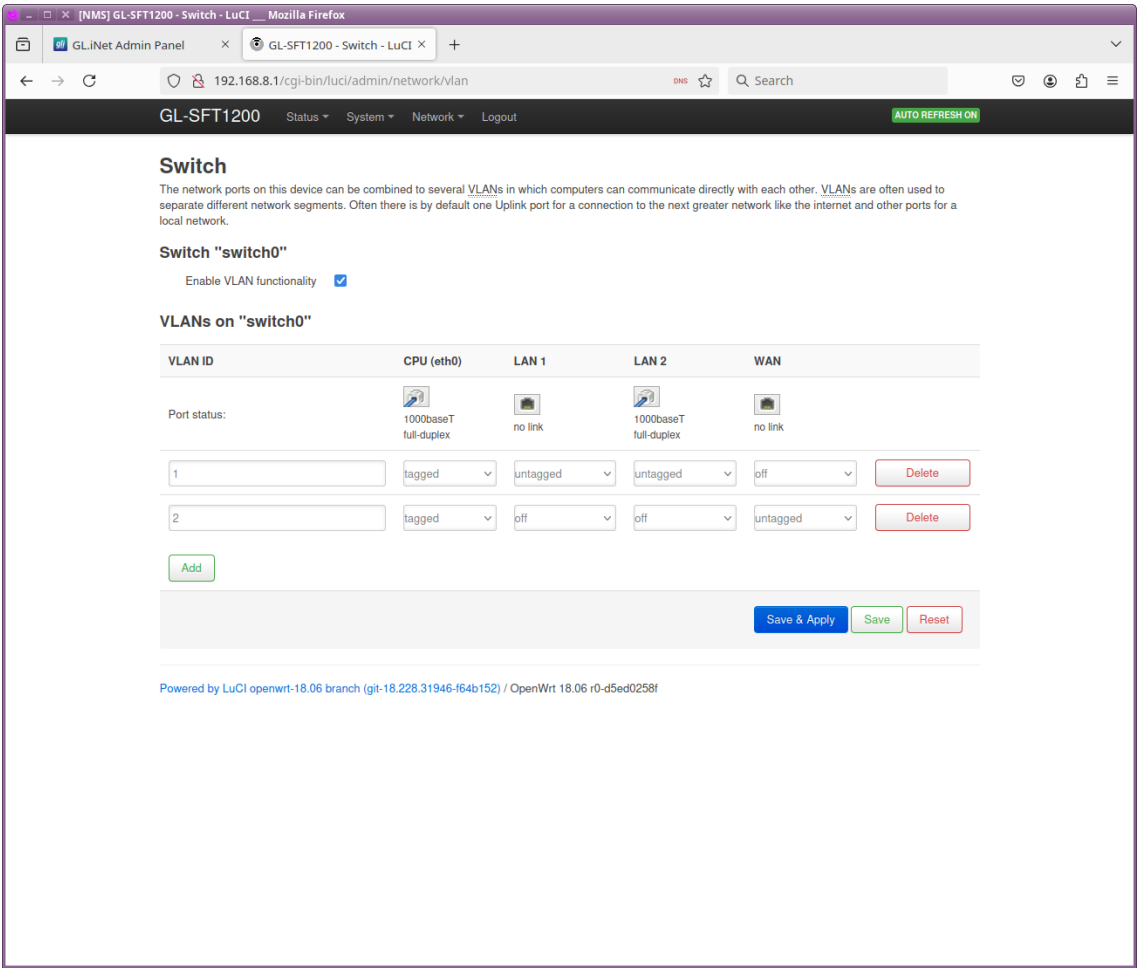 [NMS] GL-SFT1200 - Switch - LuCI __ Mozilla Firefox
GL.iNet Admin Panel
GL-SFT1200 - Switch - LuCI
192.168.8.1/cgi-bin/luci/admin/network/vlan
DNS
Search
GL-SFT1200
Status
System
Network
Logout
AUTO REFRESH ON
Switch
The network ports on this device can be combined to several VLANs in which computers can communicate directly with each other. VLANs are often used to
separate different network segments. Often there is by default one Uplink port for a connection to the next greater network like the internet and other ports for a
local network.
Switch "switch0"
Enable VLAN functionality
VLANs on "switch0"
VLAN ID CPU (eth0) LAN 1 LAN 2 WAN
Port status:
1000baseT
full-duplex
no link
1000baseT
full-duplex
no link
1 tagged untagged untagged off Delete
2 tagged off off untagged Delete
Add
Save & Apply Save Reset
Powered by LuCI openwrt-18.06 branch (git-18.228.31946-f64b152) / OpenWrt 18.06 r0-d5ed0258f